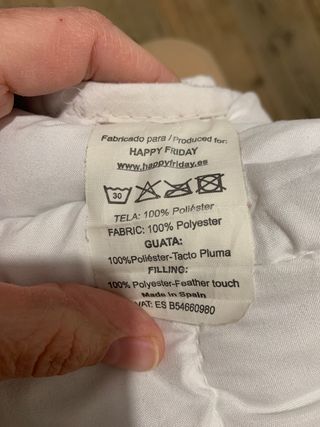 Fabricado para / Produced for:
HAPPY FRIDAY
www.happyfriday.es
30
TELA: 100% Poliéster
FABRIC: 100% Polyester
GUATA:
100%Poliéster-Tacto Pluma
FILLING:
100% Polyester-Feather touch
Made in Spain
VAT: ES B54660980